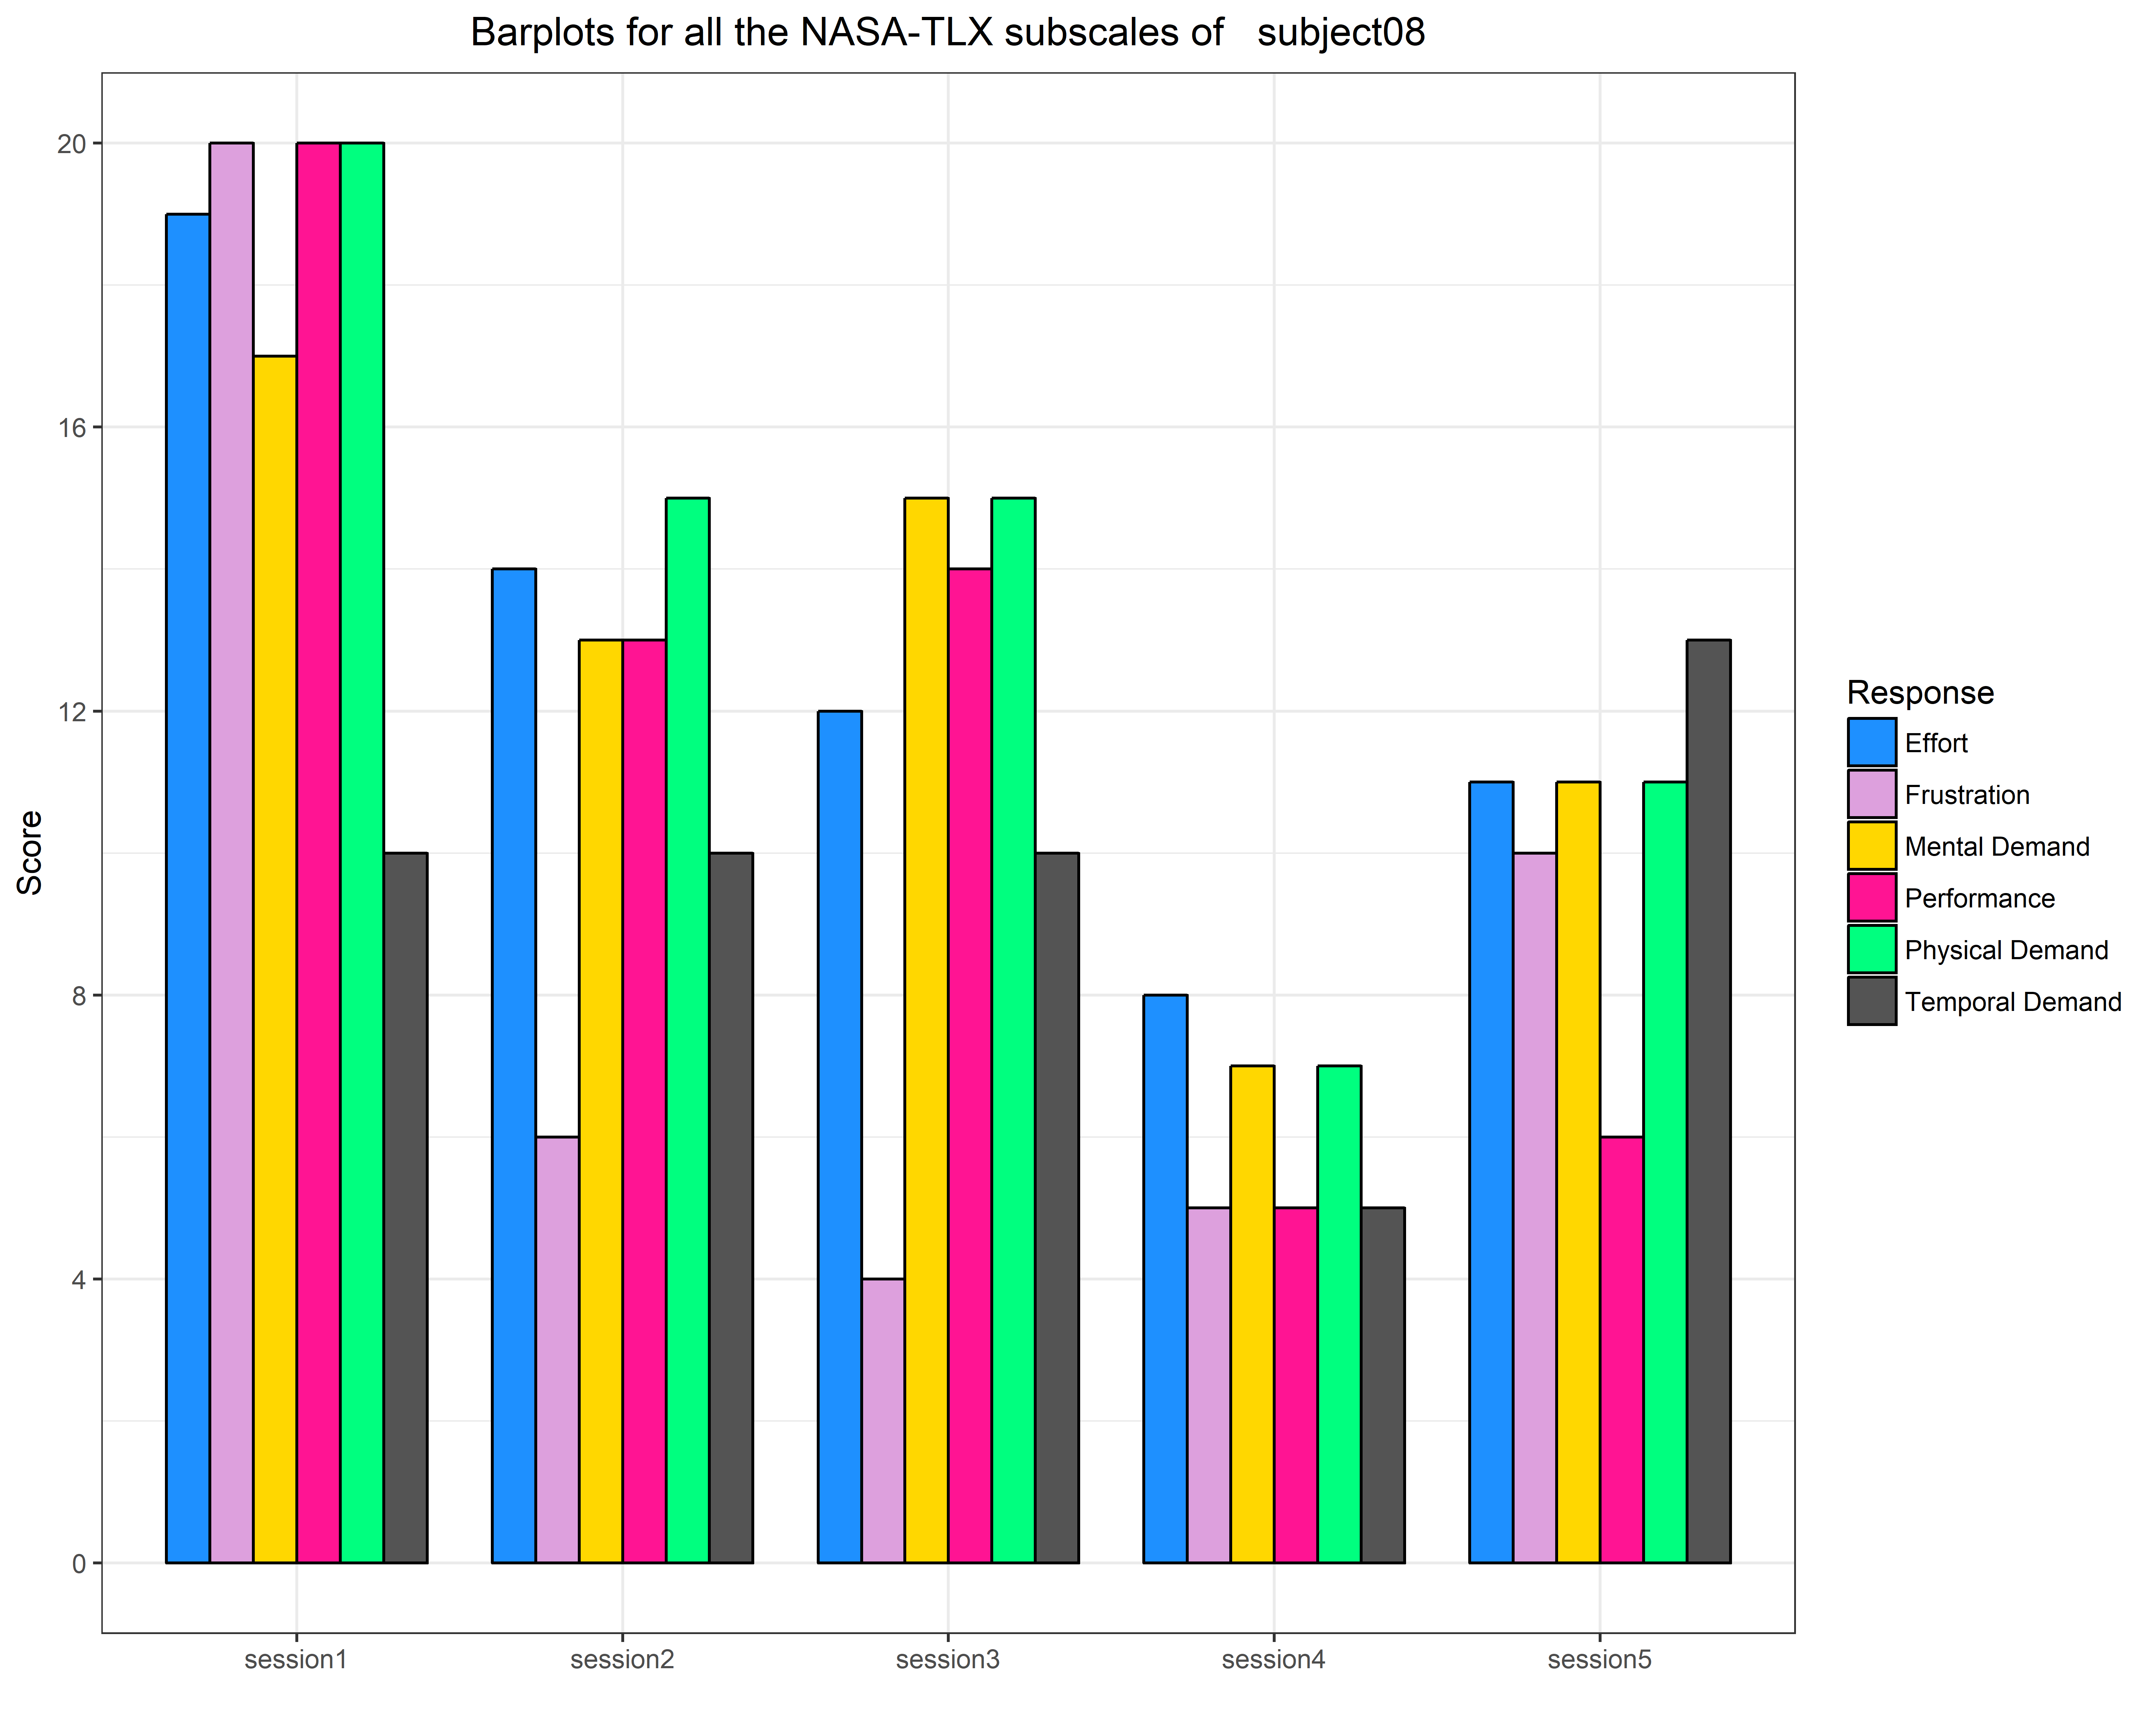 Barplots for all the NASA-TLX subscales of   subject08
Score
20
16
12
8
4
0
session1
session2
session3
session4
session5
Response
Effort
Frustration
Mental Demand
Performance
Physical Demand
Temporal Demand